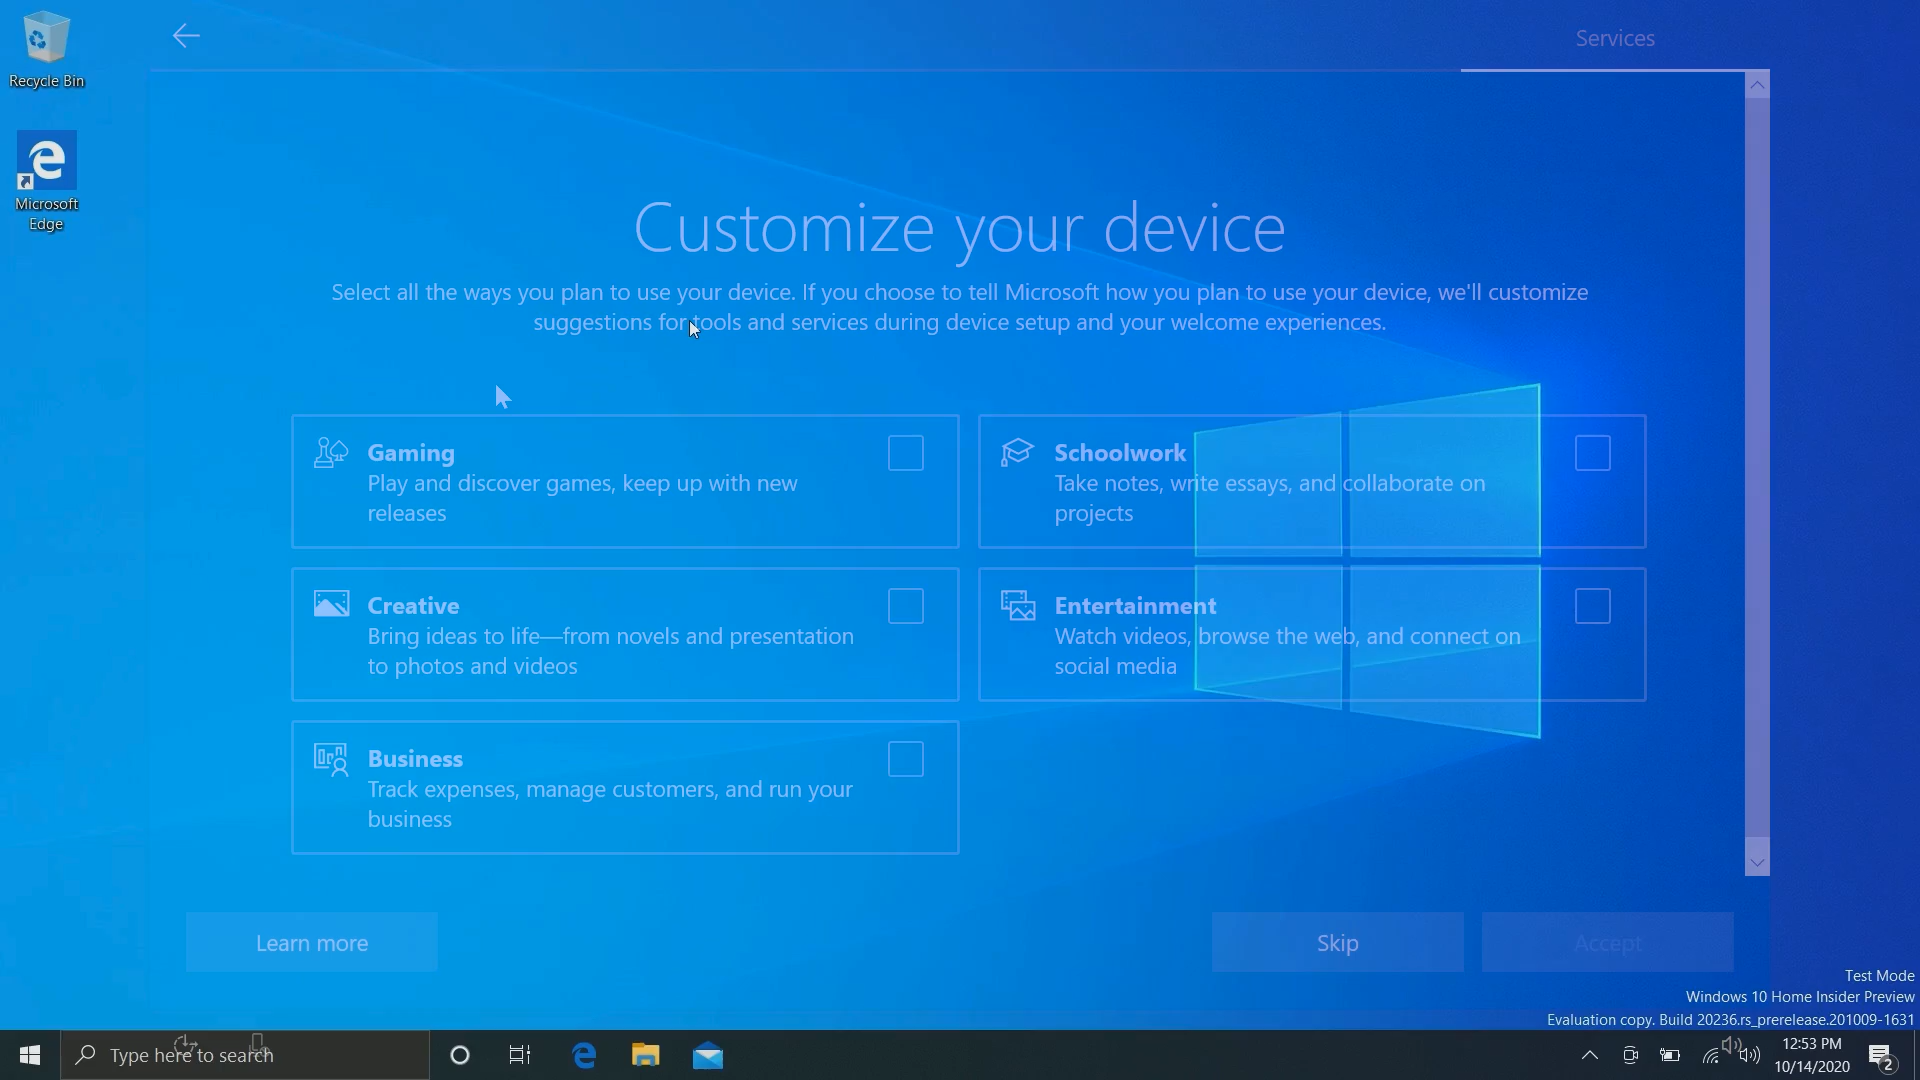 Recycle Bin
Microsoft
Edge
Services
Customize your device
Select all the ways you plan to use your device. If you choose to tell Microsoft how you plan to use your device, we'll customize
suggestions for tools and services during device setup and your welcome experiences.
Gaming
Play and discover games, keep up with new
releases
Schoolwork
Take notes, write essays, and collaborate on
projects
Creative
Bring ideas to life—from novels and presentation
to photos and videos
Entertainment
Watch videos, browse the web, and connect on
social media
Business
Track expenses, manage customers, and run your
business
Learn more
Skip
Accept
Test Mode
Windows 10 Home Insider Preview
Evaluation copy. Build 20236.rs_prerelease.201009-1631
Type here to search
12:53 PM
10/14/2020
2